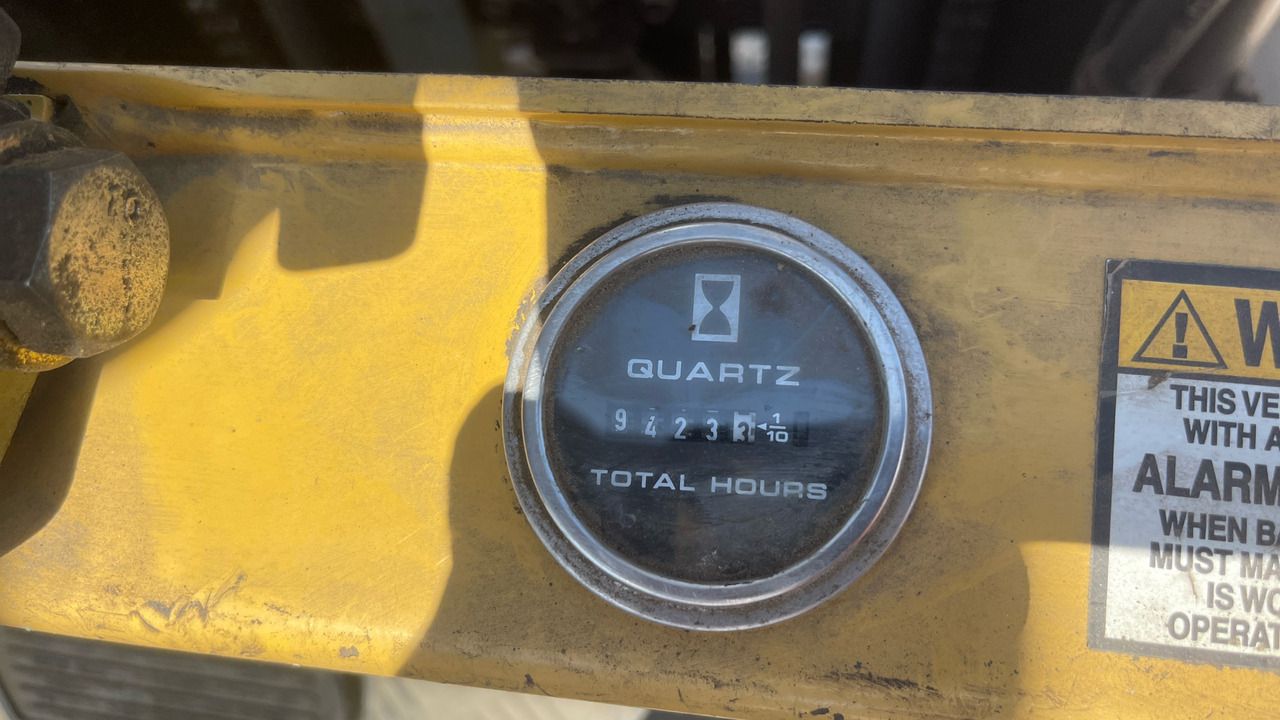 QUARTZ
9 4 2 3 3 1/10
TOTAL HOURS
W
THIS VE
WITH A
ALARM
WHEN BA
MUST MA
IS WO
OPERAT